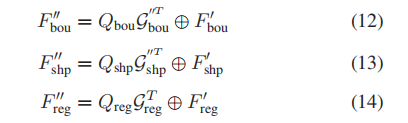 F''_bou = Q_bou 𝒢''^T_bou ⊕ F'_bou (12)
F''_shp = Q_shp 𝒢''^T_shp ⊕ F'_shp (13)
F''_reg = Q_reg 𝒢^T_reg ⊕ F'_reg (14)